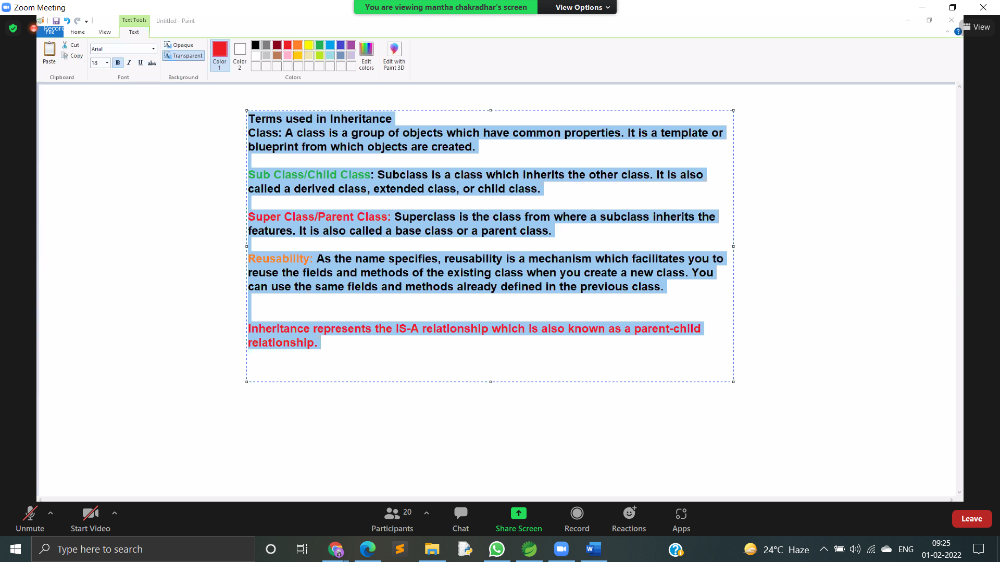 Zoom Meeting
You are viewing mantha chakradhar's screen
View Options
Text Tools
Untitled - Paint
Record
File
Home
View
Text
View
Paste
Cut
Copy
Clipboard
Arial
18
B I U abc
Font
Opaque
Transparent
Background
Color 1
Color 2
Edit colors
Colors
Edit with Paint 3D
Terms used in Inheritance
Class: A class is a group of objects which have common properties. It is a template or
blueprint from which objects are created.
Sub Class/Child Class: Subclass is a class which inherits the other class. It is also
called a derived class, extended class, or child class.
Super Class/Parent Class: Superclass is the class from where a subclass inherits the
features. It is also called a base class or a parent class.
Reusability: As the name specifies, reusability is a mechanism which facilitates you to
reuse the fields and methods of the existing class when you create a new class. You
can use the same fields and methods already defined in the previous class.
Inheritance represents the IS-A relationship which is also known as a parent-child
relationship.
Unmute
Start Video
20
Participants
Chat
Share Screen
Record
Reactions
Apps
Leave
Type here to search
24°C Haze
ENG
09:25
01-02-2022